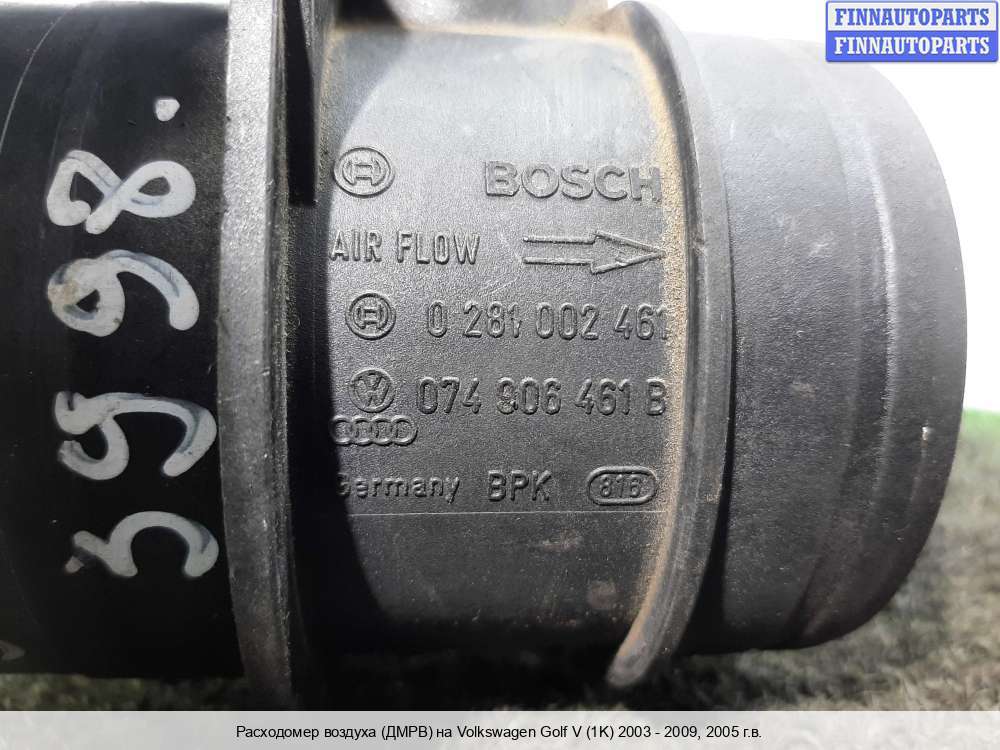 FINNAUTOPARTS
FINNAUTOPARTS
BOSCH
AIR FLOW
0 281 002 461
074 906 461 B
Germany BPK 816
3998.
Расходомер воздуха (ДМРВ) на Volkswagen Golf V (1K) 2003 - 2009, 2005 г.в.